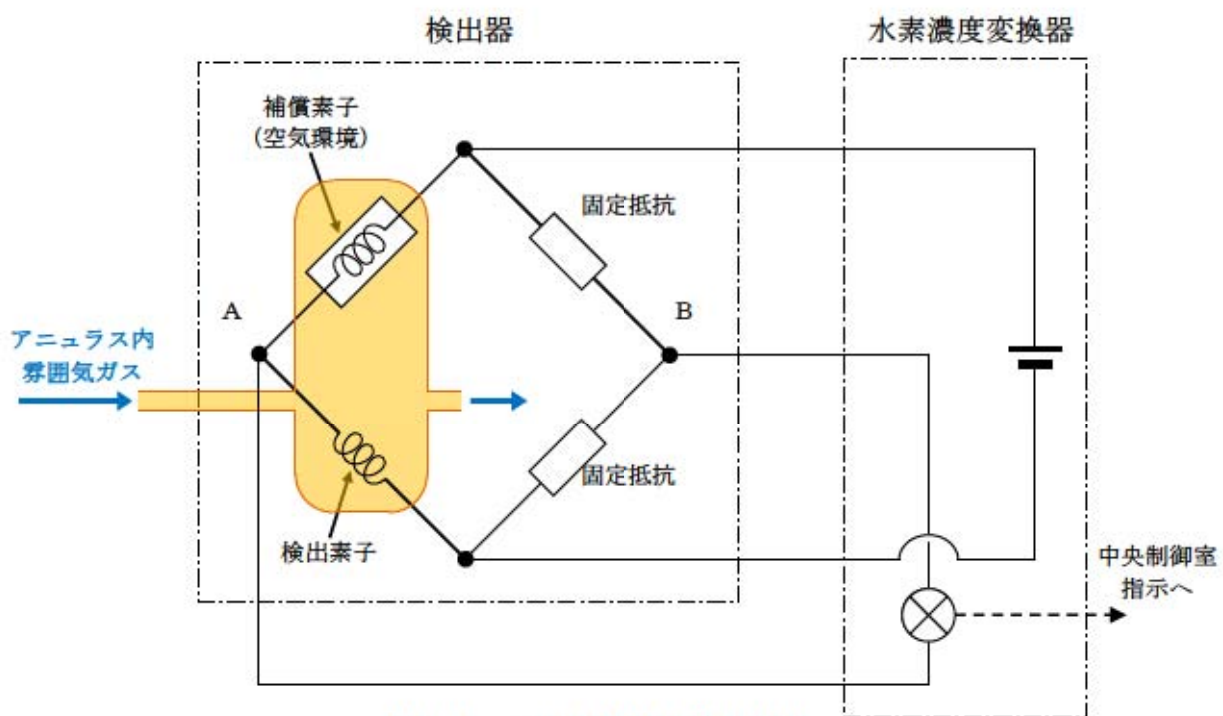 検出器
水素濃度変換器
補償素子
(空気環境)
固定抵抗
A
B
アニュラス内
雰囲気ガス
固定抵抗
検出素子
中央制御室
指示へ